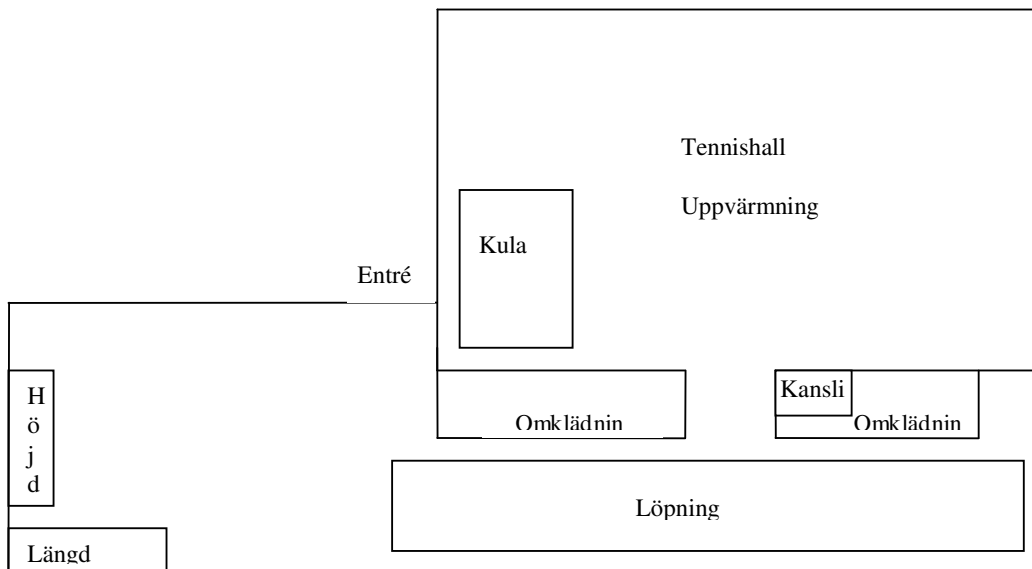 Tennishall
Uppvärmning
Kula
Entré
Kansli
H
ö
j
d
Omklädnin
Omklädnin
Löpning
Längd